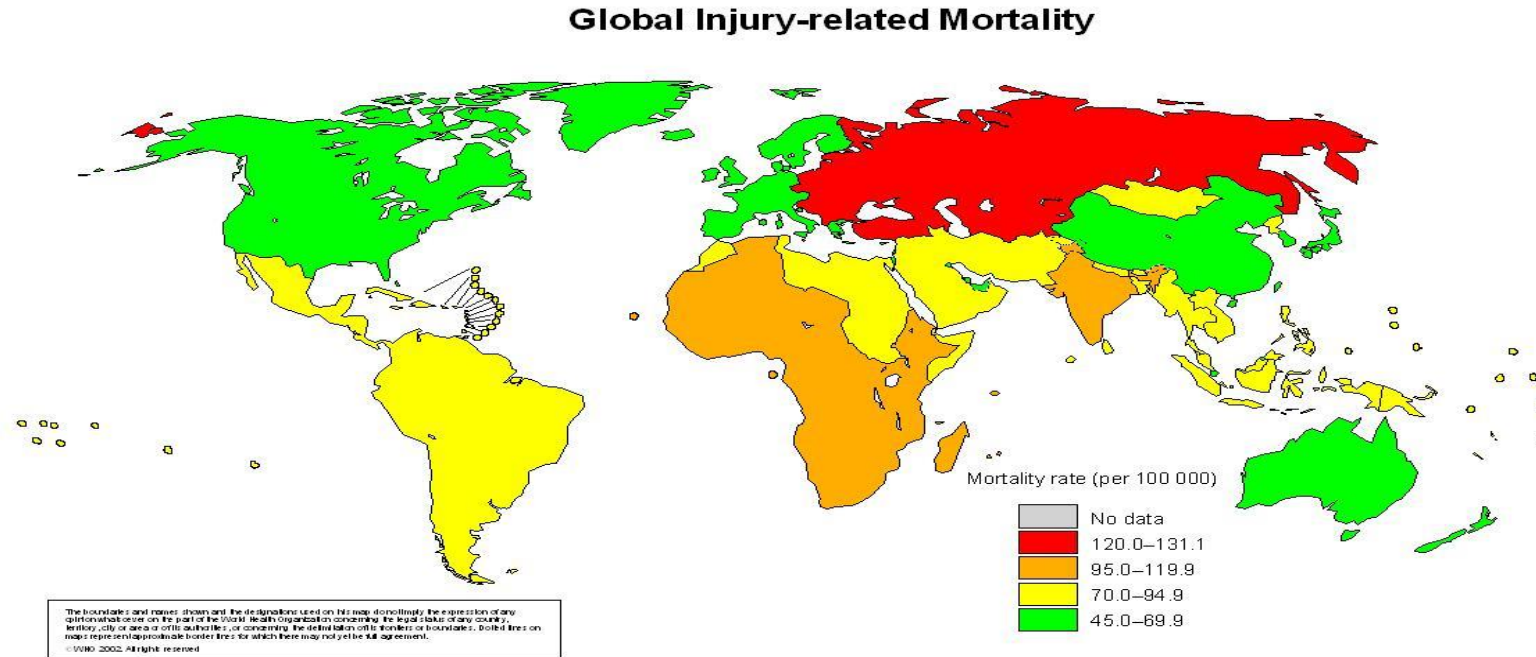 Global Injury-related Mortality
Mortality rate (per 100 000)
No data
120.0–131.1
95.0–119.9
70.0–94.9
45.0–69.9
The boundaries and names shown and the designations used on this map do not imply the expression of any
opinion whatsoever on the part of the World Health Organization concerning the legal status of any country,
territory, city or area or of its authorities, or concerning the delimitation of its frontiers or boundaries. Dotted lines on
maps represent approximate border lines for which there may not yet be full agreement.
© WHO 2002. All rights reserved